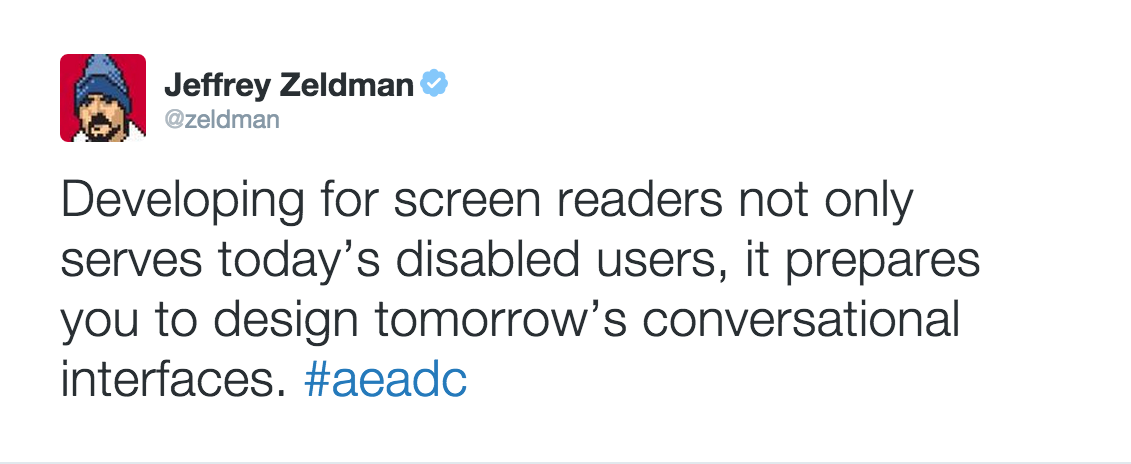 Jeffrey Zeldman
@zeldman
Developing for screen readers not only
serves today’s disabled users, it prepares
you to design tomorrow’s conversational
interfaces. #aeadc